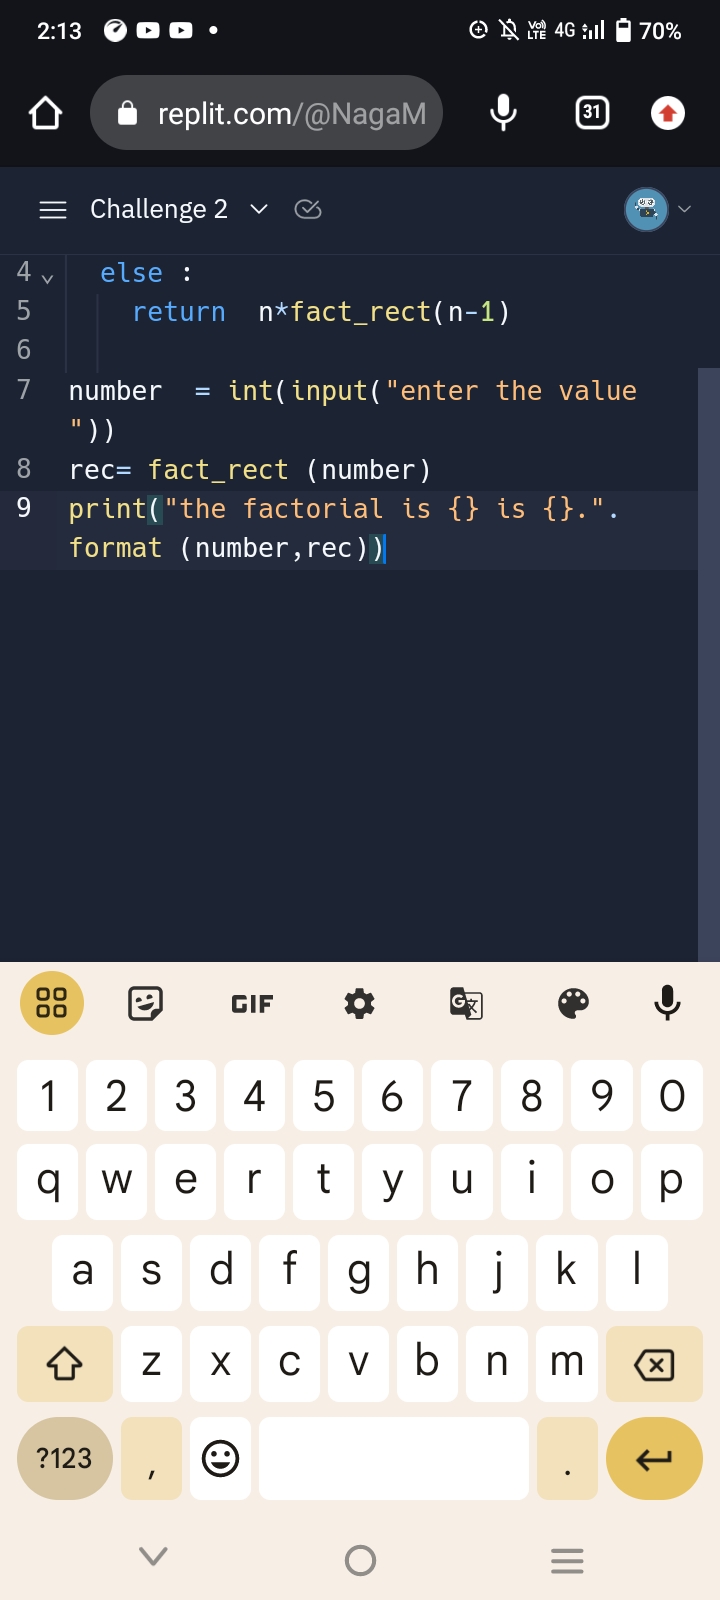 2:13
Vo) LTE 4G 70%
replit.com/@NagaM
31
Challenge 2
4 else :
5 return  n*fact_rect(n-1)
6
7 number  = int(input("enter the value
"))
8 rec= fact_rect (number)
9 print("the factorial is {} is {}.".
format (number,rec))
GIF
G 文
1 2 3 4 5 6 7 8 9 0
q w e r t y u i o p
a s d f g h j k l
z x c v b n m
?123 , .